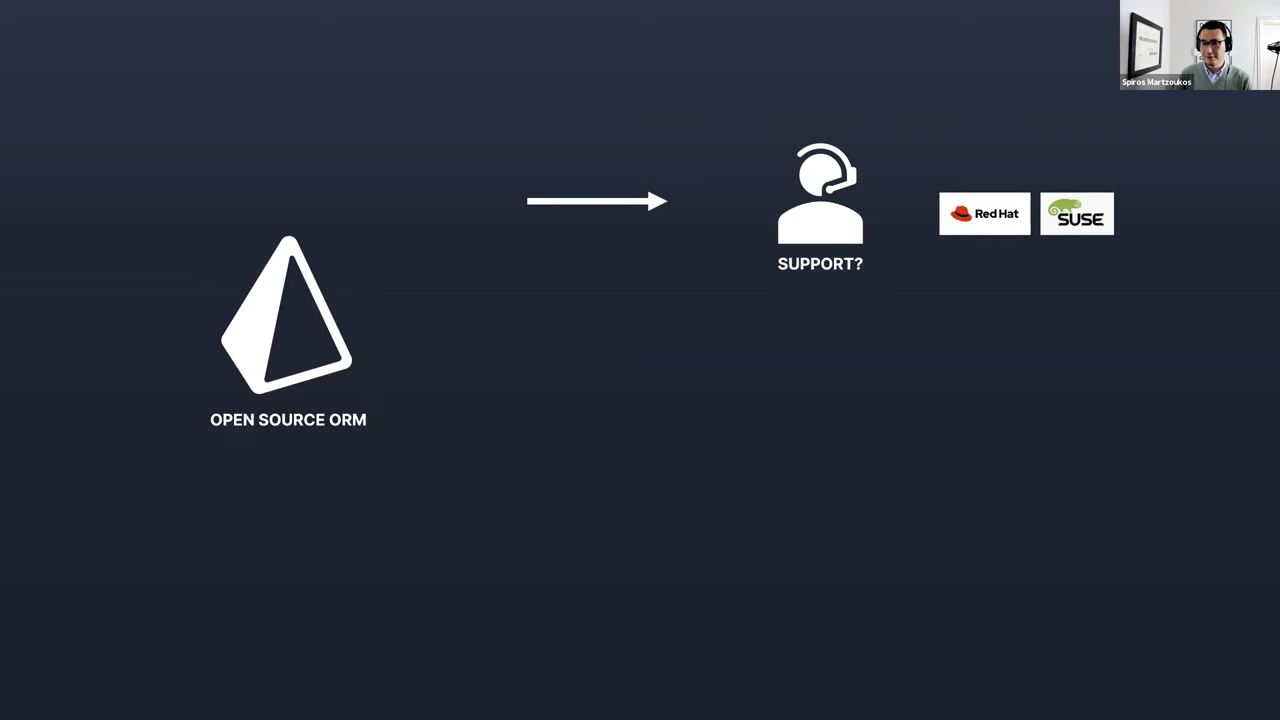 Spiros Martzoukos
Red Hat
SUSE
SUPPORT?
OPEN SOURCE ORM